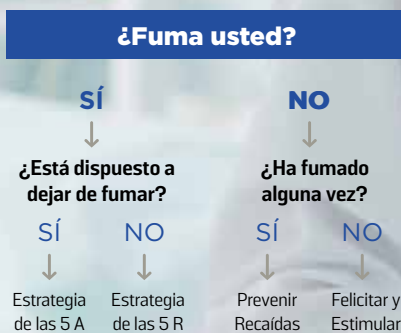 ¿Fuma usted?
SÍ NO
¿Está dispuesto a
dejar de fumar?
¿Ha fumado
alguna vez?
SÍ NO SÍ NO
Estrategia
de las 5 A
Estrategia
de las 5 R
Prevenir
Recaídas
Felicitar y
Estimular